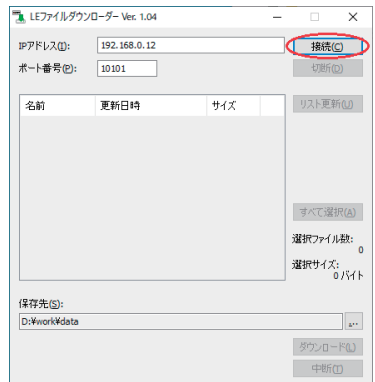 LEファイルダウンローダー Ver. 1.04
IPアドレス(I): 192.168.0.12 接続(C)
ポート番号(P): 10101 切断(D)
名前 更新日時 サイズ リスト更新(U)
すべて選択(A)
選択ファイル数:
0
選択サイズ:
0 バイト
保存先(S):
D:¥work¥data ...
ダウンロード(L)
中断(T)